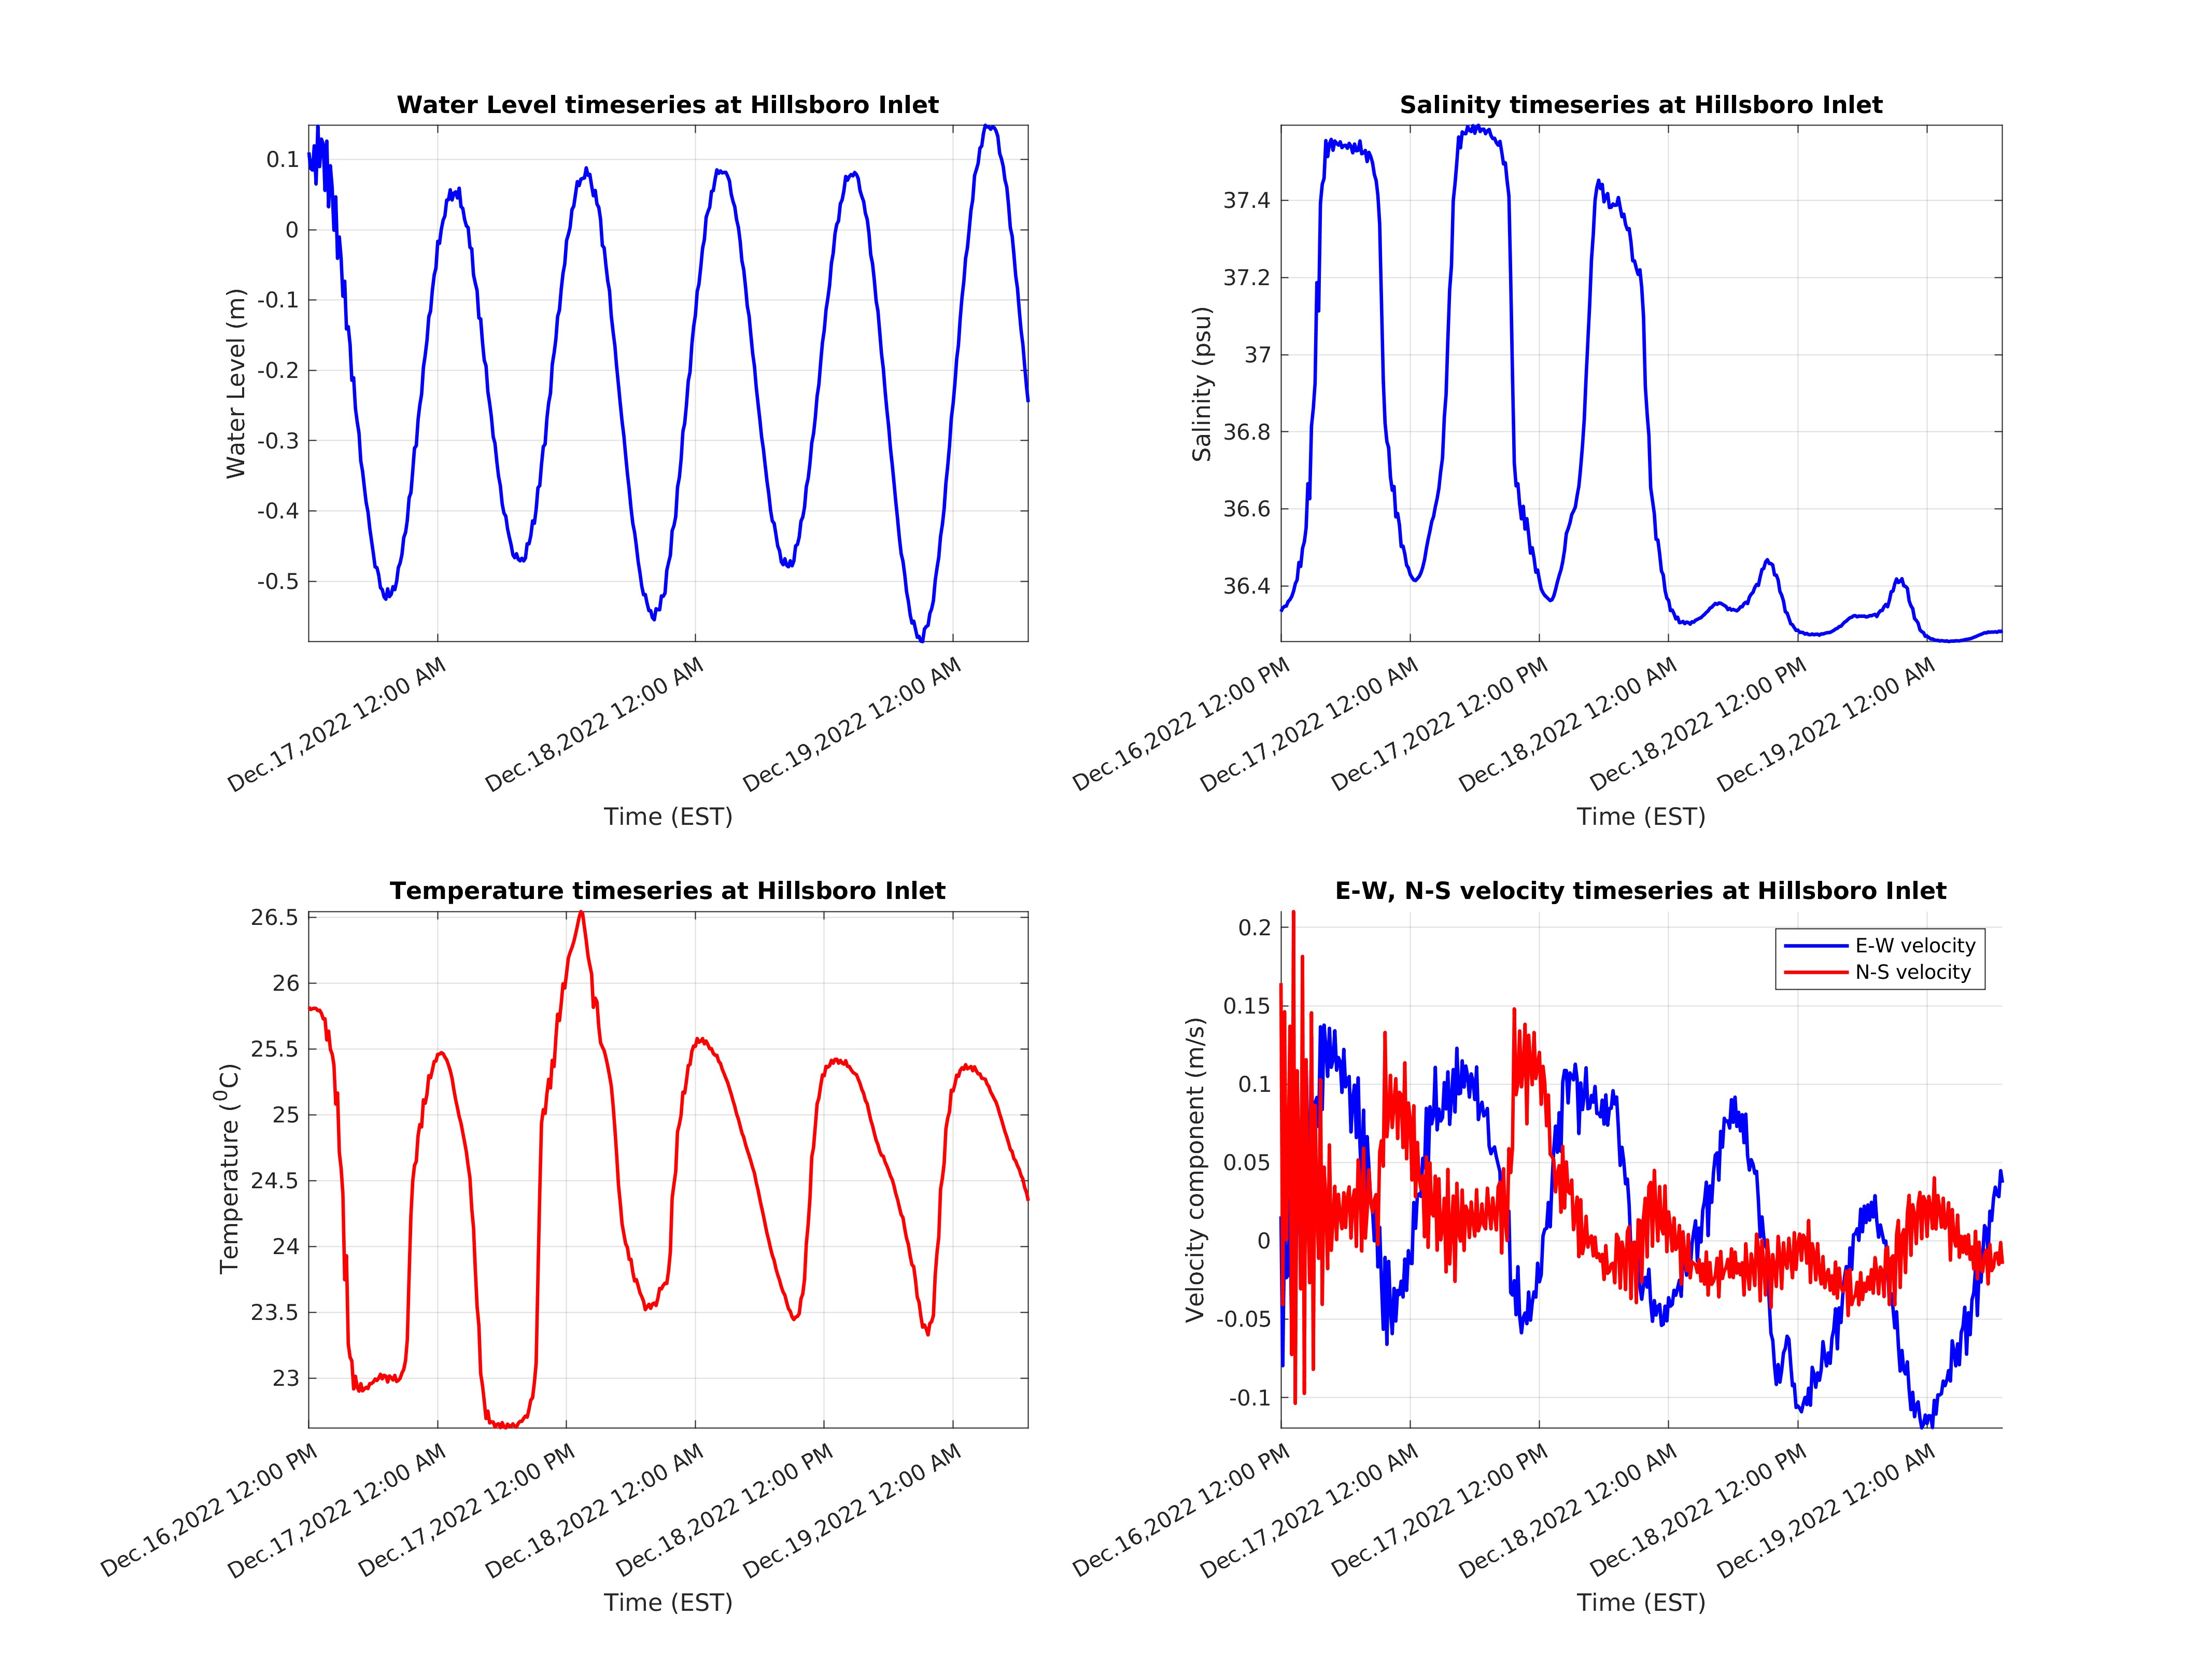 Water Level timeseries at Hillsboro Inlet
Water Level (m)
0.1
0
-0.1
-0.2
-0.3
-0.4
-0.5
Dec.17,2022 12:00 AM
Dec.18,2022 12:00 AM
Dec.19,2022 12:00 AM
Time (EST)
Salinity timeseries at Hillsboro Inlet
Salinity (psu)
37.4
37.2
37
36.8
36.6
36.4
Dec.16,2022 12:00 PM
Dec.17,2022 12:00 AM
Dec.17,2022 12:00 PM
Dec.18,2022 12:00 AM
Dec.18,2022 12:00 PM
Dec.19,2022 12:00 AM
Time (EST)
Temperature timeseries at Hillsboro Inlet
Temperature (⁰C)
26.5
26
25.5
25
24.5
24
23.5
23
Dec.16,2022 12:00 PM
Dec.17,2022 12:00 AM
Dec.17,2022 12:00 PM
Dec.18,2022 12:00 AM
Dec.18,2022 12:00 PM
Dec.19,2022 12:00 AM
Time (EST)
E-W, N-S velocity timeseries at Hillsboro Inlet
E-W velocity
N-S velocity
Velocity component (m/s)
0.2
0.15
0.1
0.05
0
-0.05
-0.1
Dec.16,2022 12:00 PM
Dec.17,2022 12:00 AM
Dec.17,2022 12:00 PM
Dec.18,2022 12:00 AM
Dec.18,2022 12:00 PM
Dec.19,2022 12:00 AM
Time (EST)